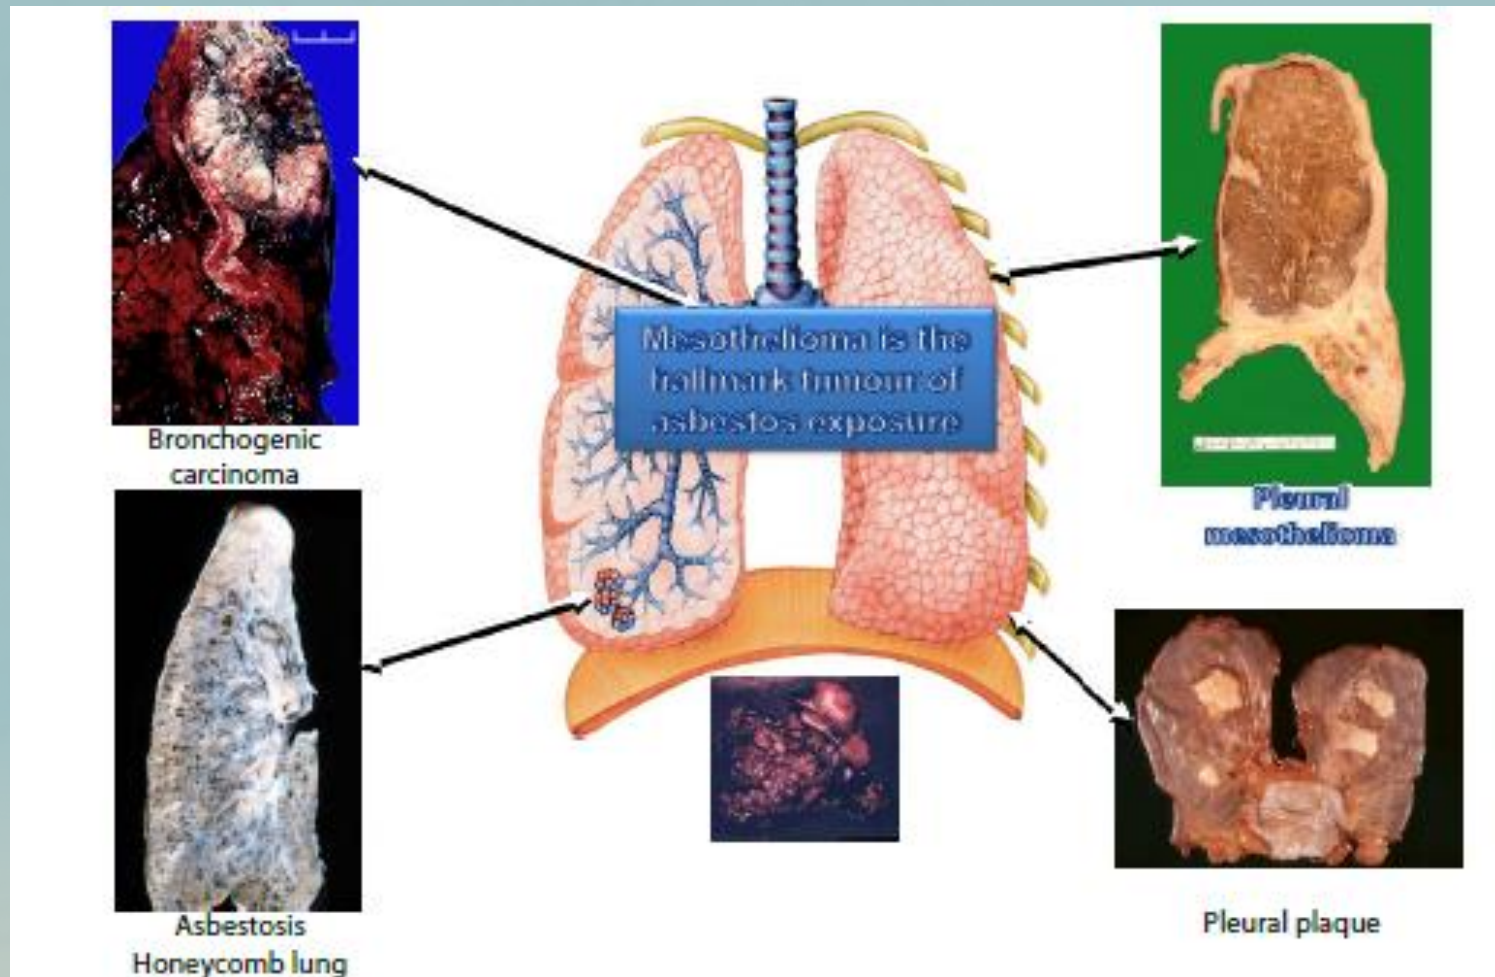 Bronchogenic
carcinoma
Mesothelioma is the
hallmark tumour of
asbestos exposure
Pleural
mesothelioma
Asbestosis
Honeycomb lung
Pleural plaque